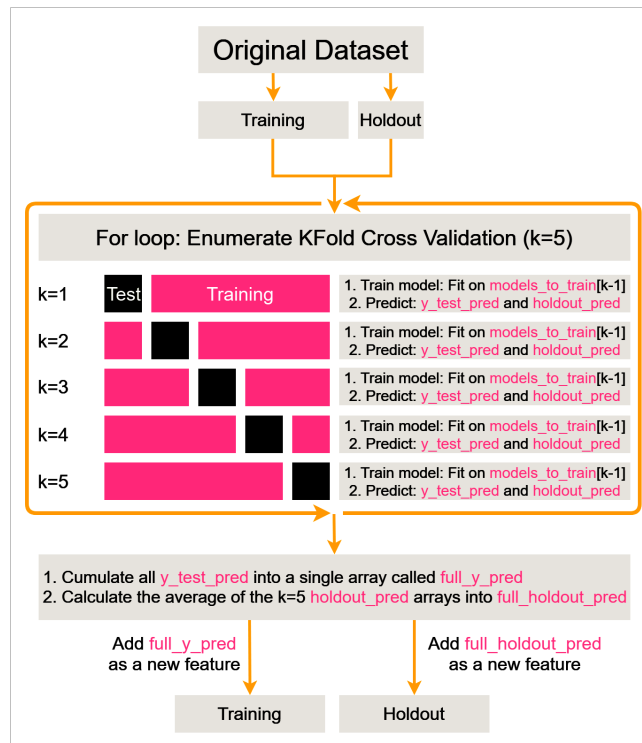 Original Dataset
Training
Holdout
For loop: Enumerate KFold Cross Validation (k=5)
k=1
Test
Training
1. Train model: Fit on models_to_train[k-1]
2. Predict: y_test_pred and holdout_pred
k=2
1. Train model: Fit on models_to_train[k-1]
2. Predict: y_test_pred and holdout_pred
k=3
1. Train model: Fit on models_to_train[k-1]
2. Predict: y_test_pred and holdout_pred
k=4
1. Train model: Fit on models_to_train[k-1]
2. Predict: y_test_pred and holdout_pred
k=5
1. Train model: Fit on models_to_train[k-1]
2. Predict: y_test_pred and holdout_pred
1. Cumulate all y_test_pred into a single array called full_y_pred
2. Calculate the average of the k=5 holdout_pred arrays into full_holdout_pred
Add full_y_pred
as a new feature
Add full_holdout_pred
as a new feature
Training
Holdout